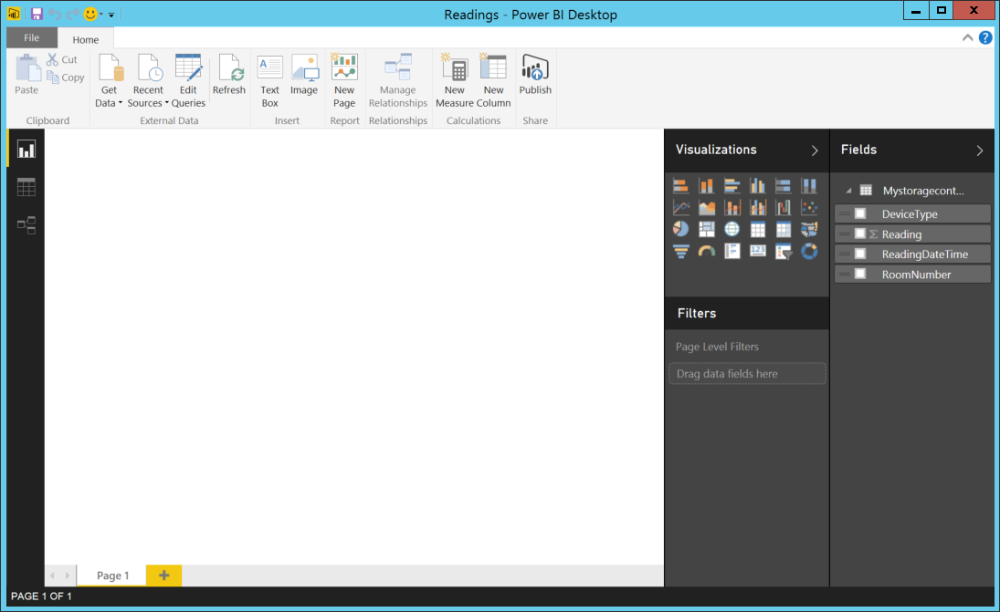 Readings - Power BI Desktop
File
Home
?
Paste
Cut
Copy
Clipboard
Get Data
Recent Sources
Edit Queries
Refresh
External Data
A
Text Box
Image
Insert
New Page
Report
Manage Relationships
Relationships
New Measure
New Column
Calculations
Publish
Share
Visualizations
123
Filters
Page Level Filters
Drag data fields here
Fields
Mystoragecont...
DeviceType
Σ Reading
ReadingDateTime
RoomNumber
Page 1
PAGE 1 OF 1